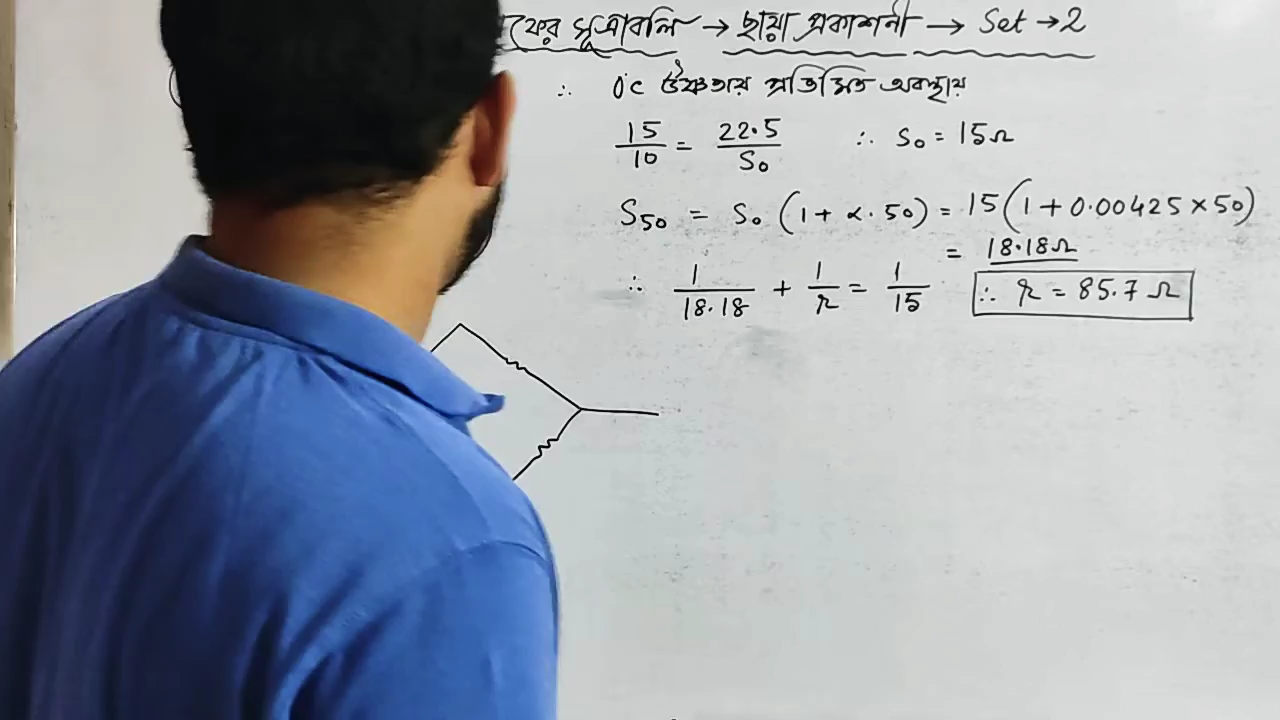 সূত্রাবলি → ছায়া প্রকাশনী → Set → 2
∴ 0°C উষ্ণতায় প্রতিমিত অবস্থায়
15/10 = 22.5/S₀ ∴ S₀ = 15Ω
S₅₀ = S₀ (1 + α. 50) = 15(1 + 0.00425 × 50)
= 18.18Ω
∴ 1/18.18 + 1/r = 1/15 ∴ r = 85.7 Ω